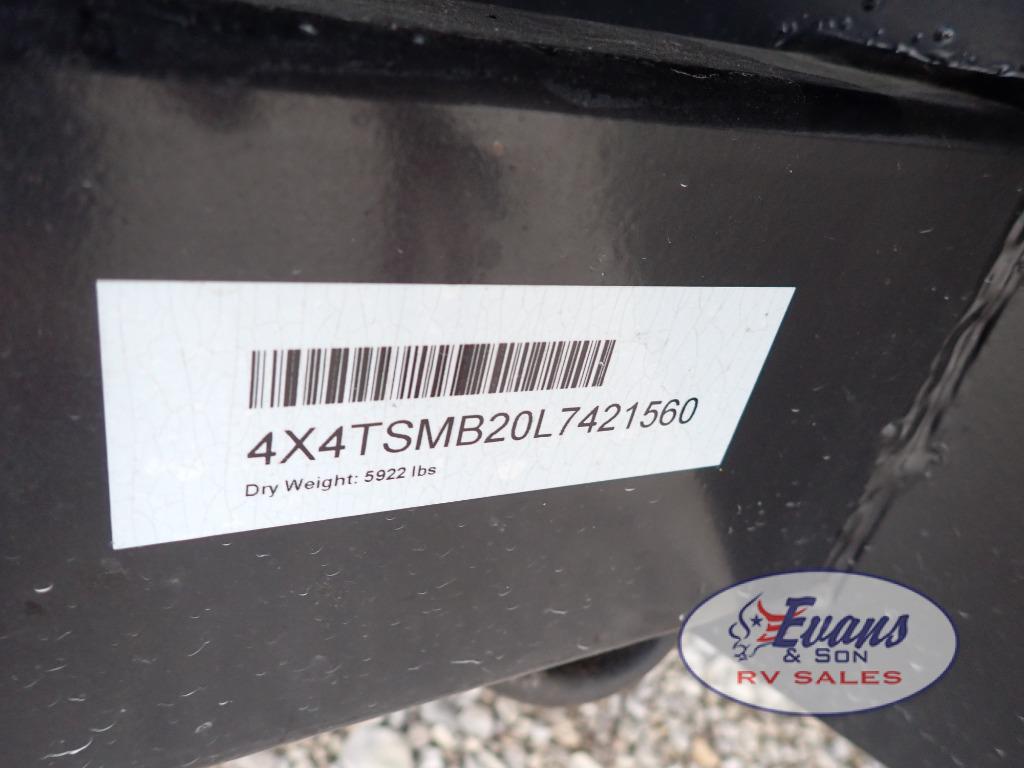 4X4TSMB20L7421560
Dry Weight: 5922 lbs
Evans
& SON
RV SALES